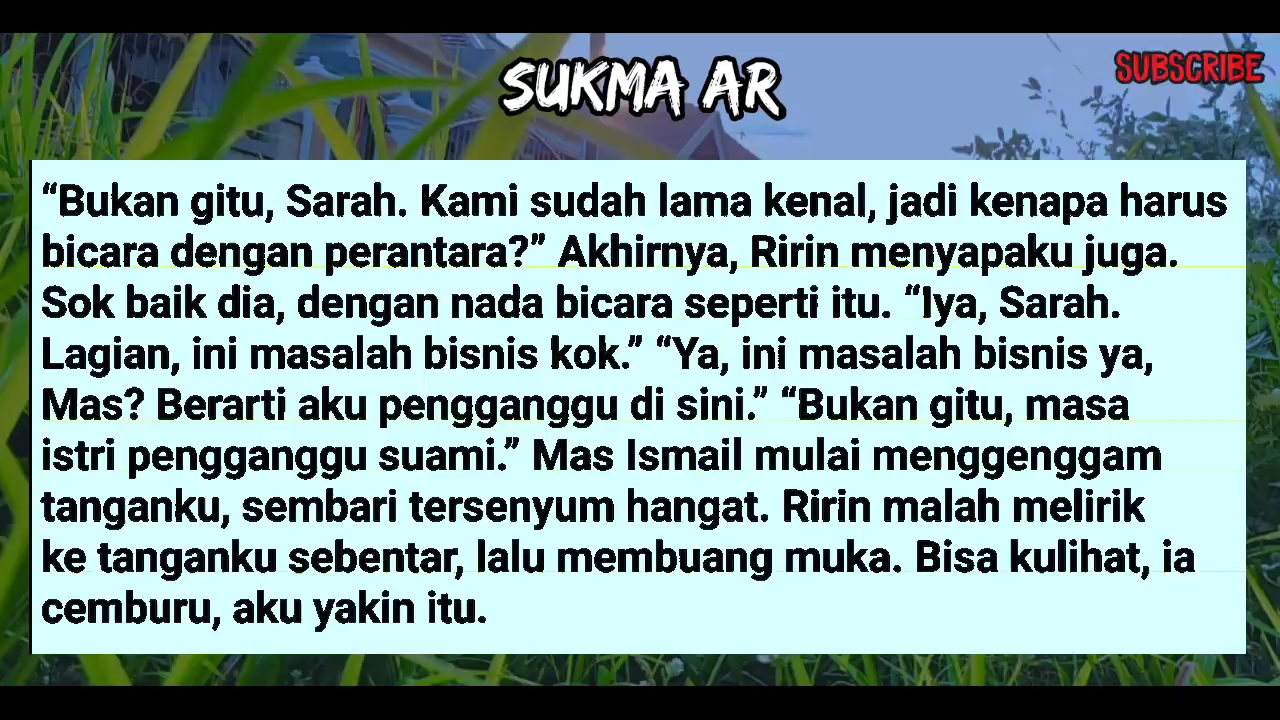 SUKMA AR
SUBSCRIBE
“Bukan gitu, Sarah. Kami sudah lama kenal, jadi kenapa harus
bicara dengan perantara?” Akhirnya, Ririn menyapaku juga.
Sok baik dia, dengan nada bicara seperti itu. “Iya, Sarah.
Lagian, ini masalah bisnis kok.” “Ya, ini masalah bisnis ya,
Mas? Berarti aku pengganggu di sini.” “Bukan gitu, masa
istri pengganggu suami.” Mas Ismail mulai menggenggam
tanganku, sembari tersenyum hangat. Ririn malah melirik
ke tanganku sebentar, lalu membuang muka. Bisa kulihat, ia
cemburu, aku yakin itu.